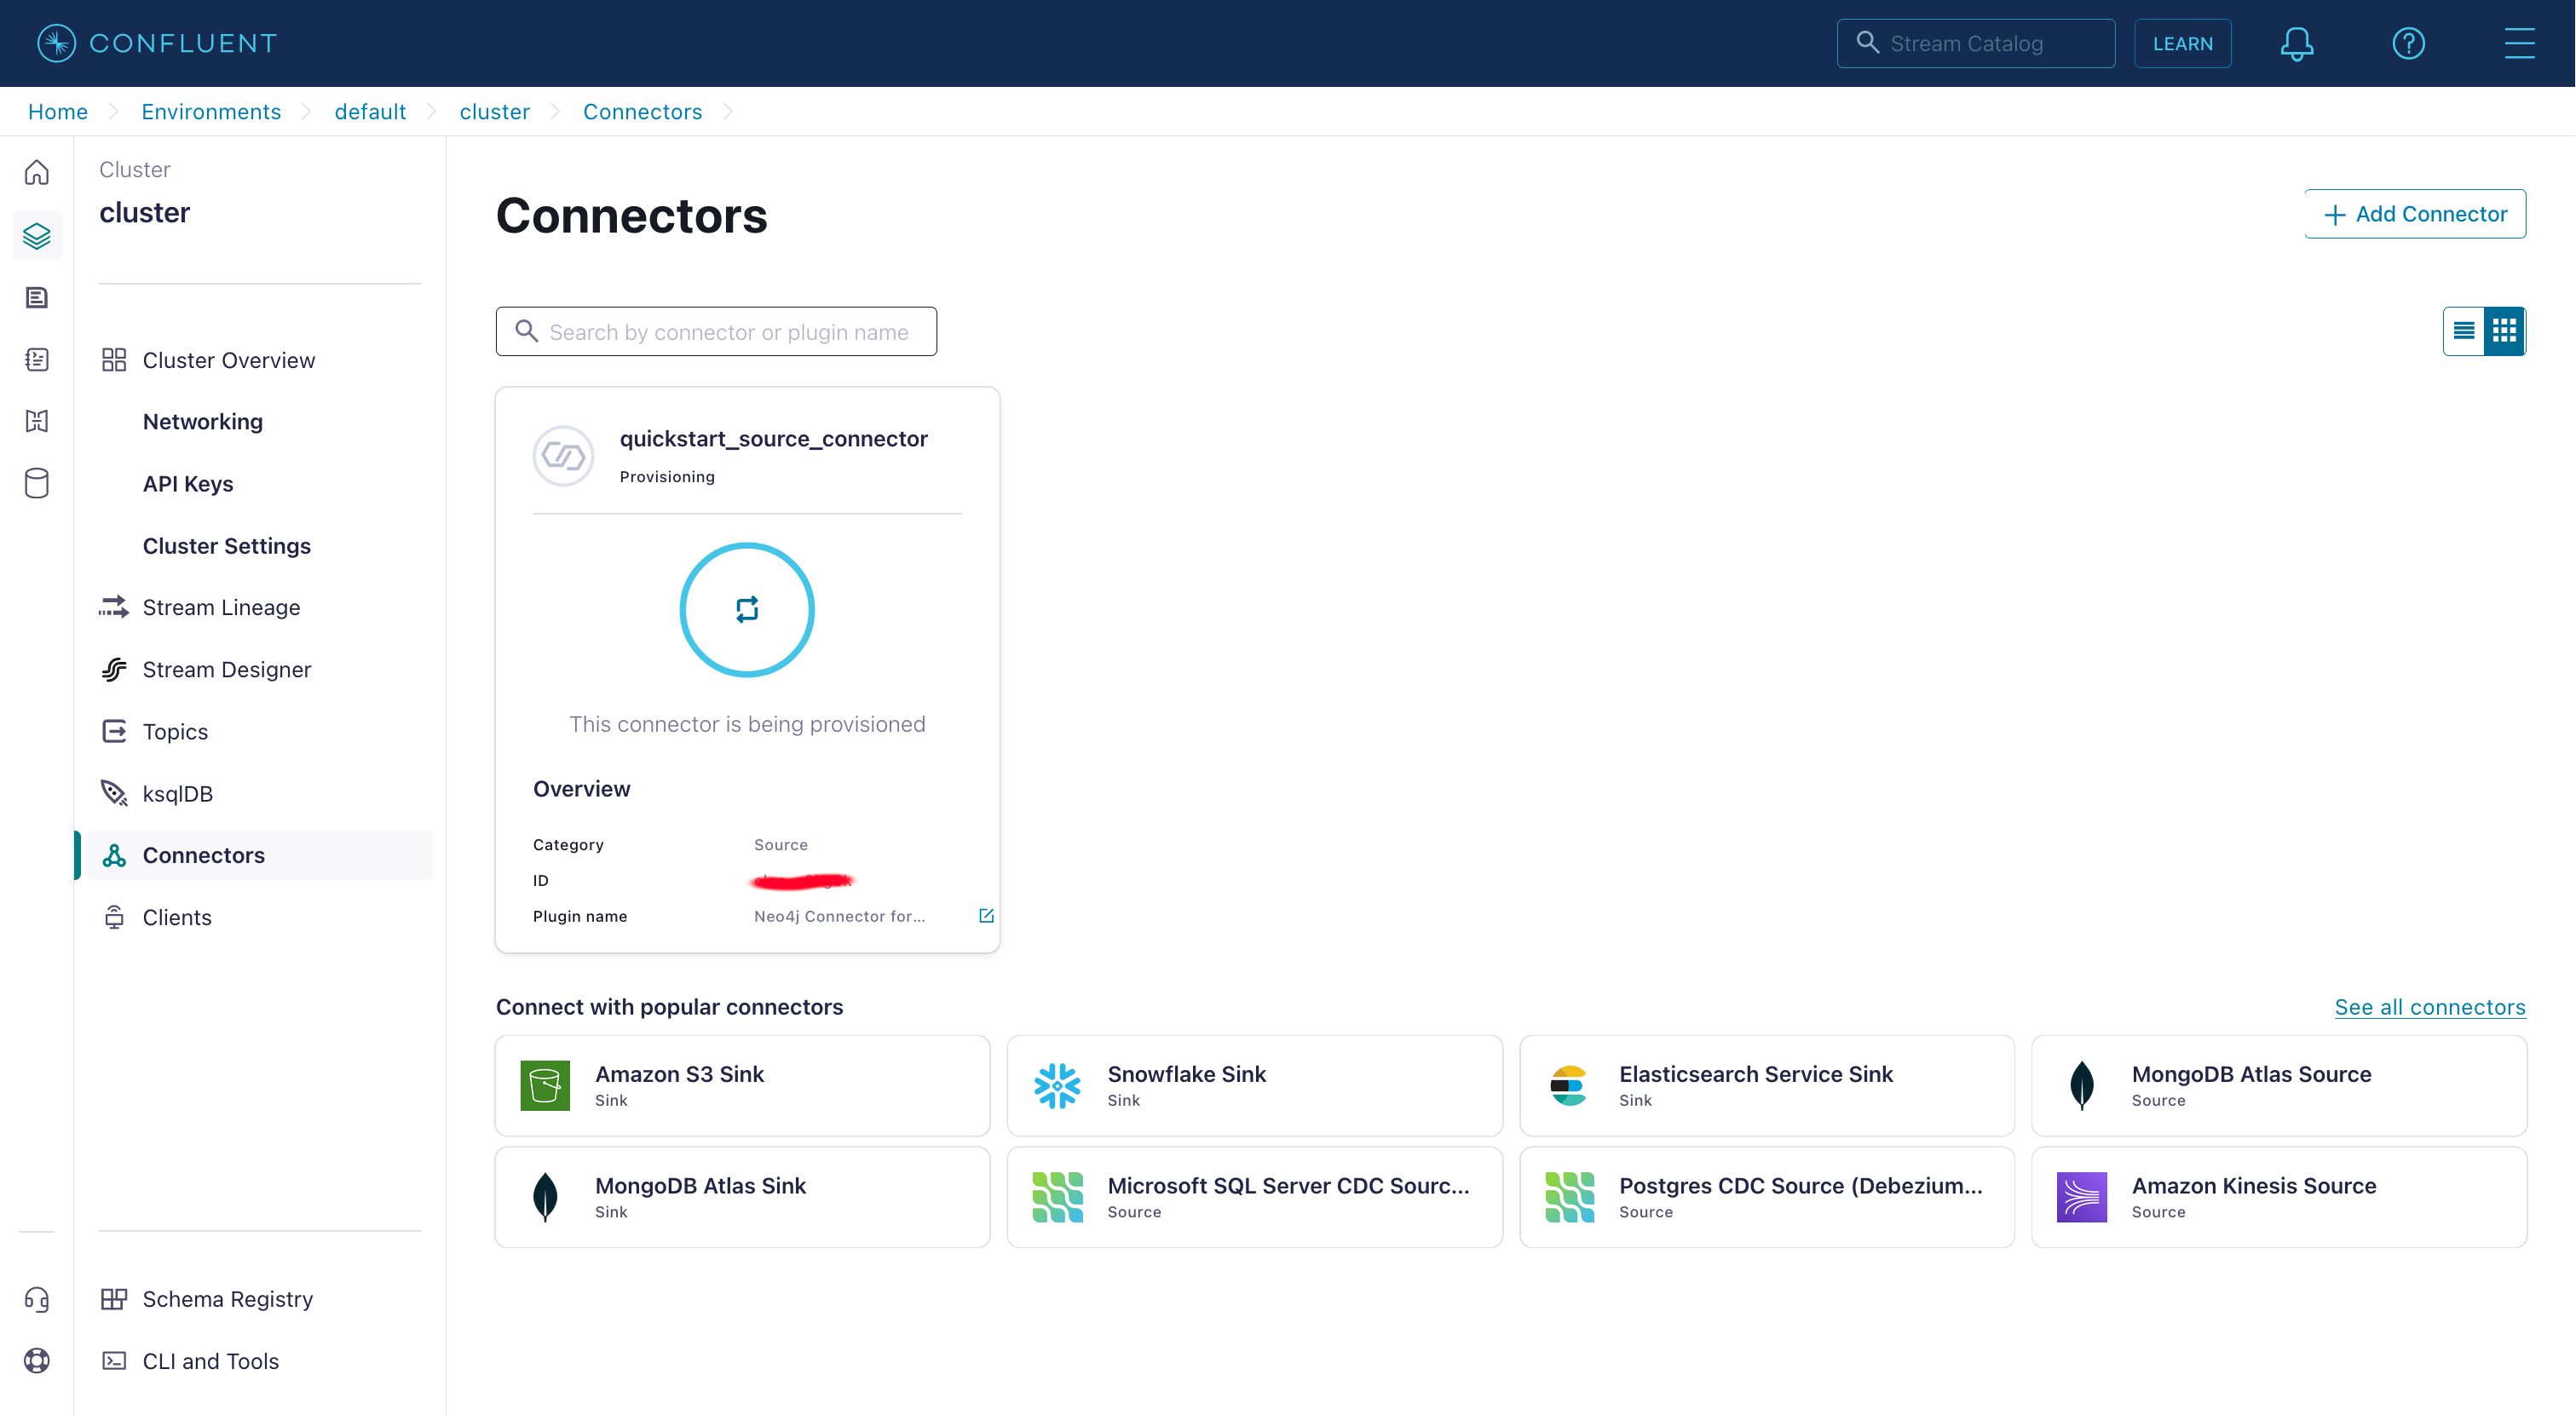 CONFLUENT
Stream Catalog
LEARN
Home
Environments
default
cluster
Connectors
Cluster
cluster
Cluster Overview
Networking
API Keys
Cluster Settings
Stream Lineage
Stream Designer
Topics
ksqlDB
Connectors
Clients
Schema Registry
CLI and Tools
Connectors
Add Connector
Search by connector or plugin name
quickstart_source_connector
Provisioning
This connector is being provisioned
Overview
Category Source
ID
Plugin name Neo4j Connector for...
Connect with popular connectors
See all connectors
Amazon S3 Sink
Sink
Snowflake Sink
Sink
Elasticsearch Service Sink
Sink
MongoDB Atlas Source
Source
MongoDB Atlas Sink
Sink
Microsoft SQL Server CDC Sourc...
Source
Postgres CDC Source (Debezium...
Source
Amazon Kinesis Source
Source